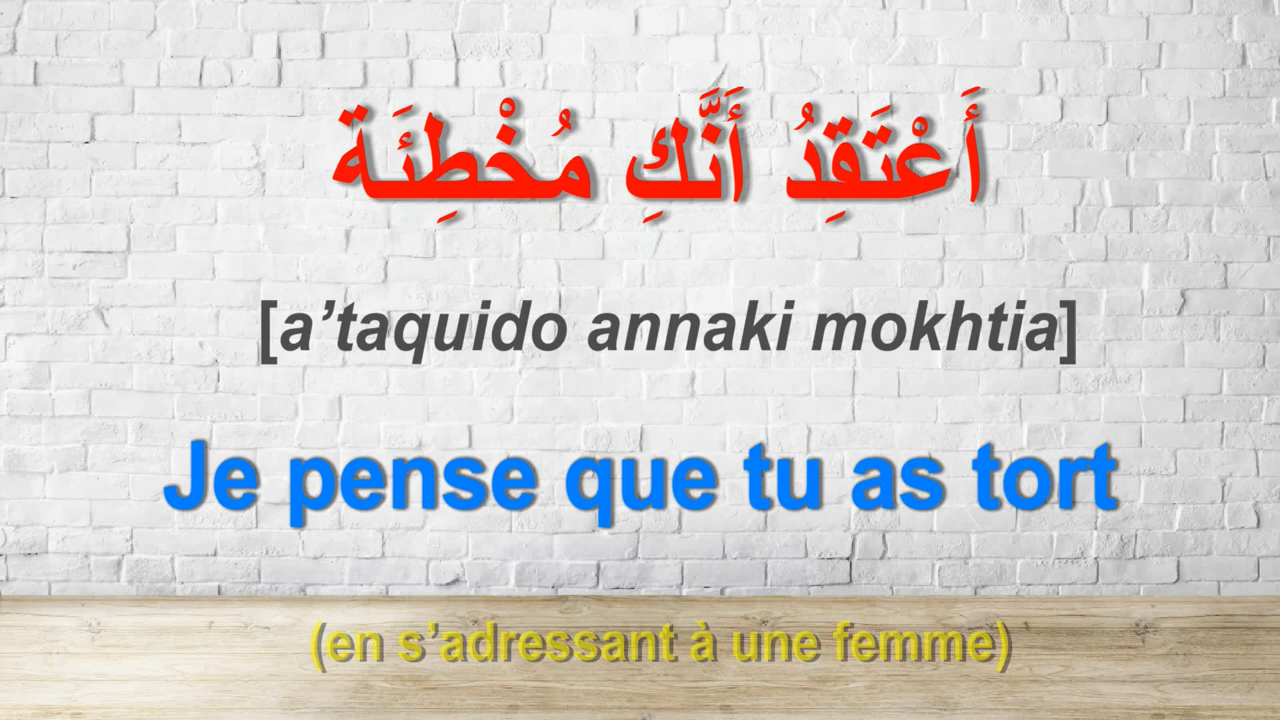 أَعْتَقِدُ أَنَّكِ مُخْطِئَة
[a’taquido annaki mokhtia]
Je pense que tu as tort
(en s’adressant à une femme)